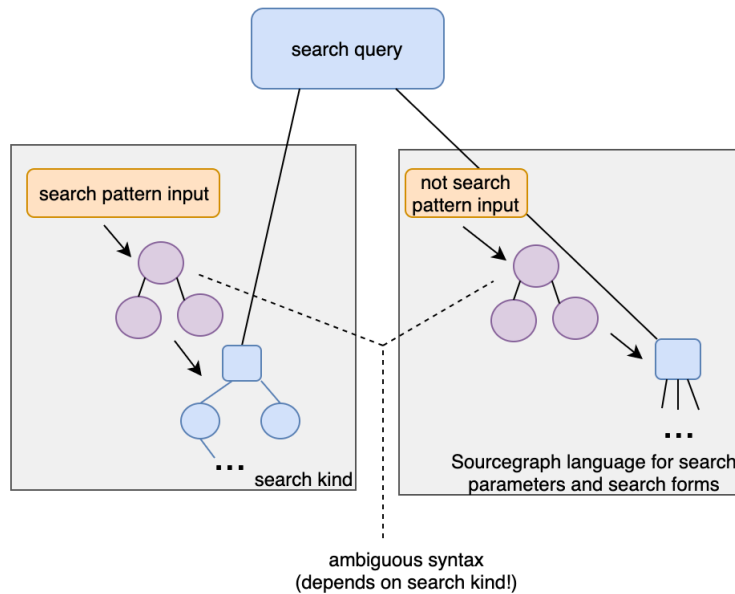 search query
search pattern input
not search
pattern input
...
search kind
...
Sourcegraph language for search
parameters and search forms
ambiguous syntax
(depends on search kind!)